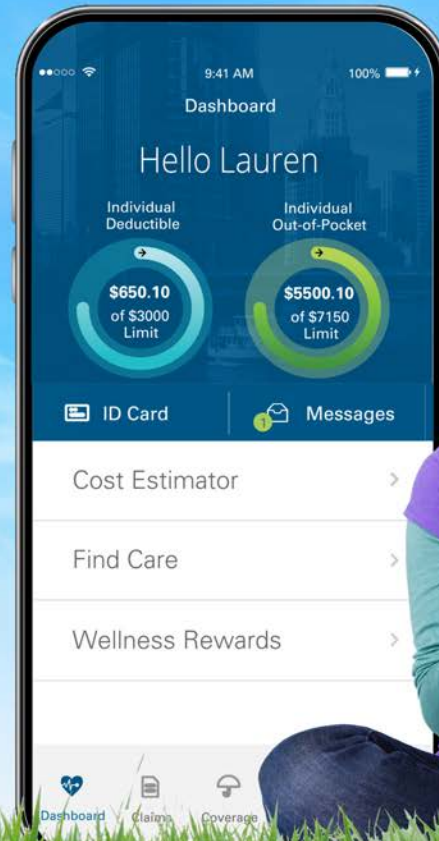 9:41 AM
100%
Dashboard
Hello Lauren
Individual
Deductible
Individual
Out-of-Pocket
$650.10
of $3000
Limit
$5500.10
of $7150
Limit
ID Card
1
Messages
Cost Estimator
Find Care
Wellness Rewards
Dashboard
Claims
Coverage